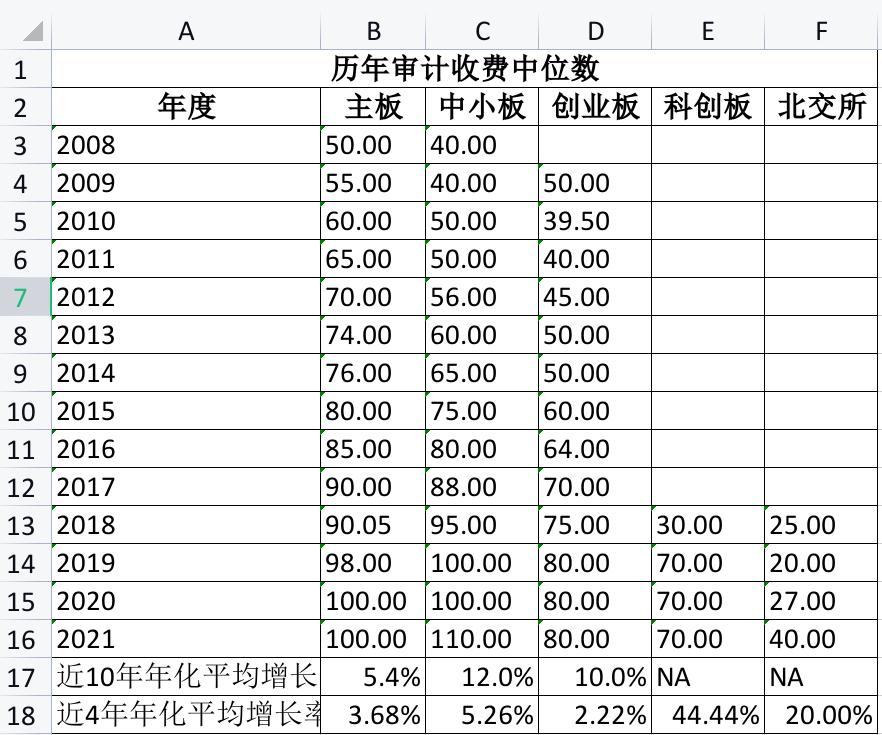 A B C D E F
1 历年审计收费中位数
2 年度 主板 中小板 创业板 科创板 北交所
3 2008 50.00 40.00
4 2009 55.00 40.00 50.00
5 2010 60.00 50.00 39.50
6 2011 65.00 50.00 40.00
7 2012 70.00 56.00 45.00
8 2013 74.00 60.00 50.00
9 2014 76.00 65.00 50.00
10 2015 80.00 75.00 60.00
11 2016 85.00 80.00 64.00
12 2017 90.00 88.00 70.00
13 2018 90.05 95.00 75.00 30.00 25.00
14 2019 98.00 100.00 80.00 70.00 20.00
15 2020 100.00 100.00 80.00 70.00 27.00
16 2021 100.00 110.00 80.00 70.00 40.00
17 近10年年化平均增长 5.4% 12.0% 10.0% NA NA
18 近4年年化平均增长率 3.68% 5.26% 2.22% 44.44% 20.00%